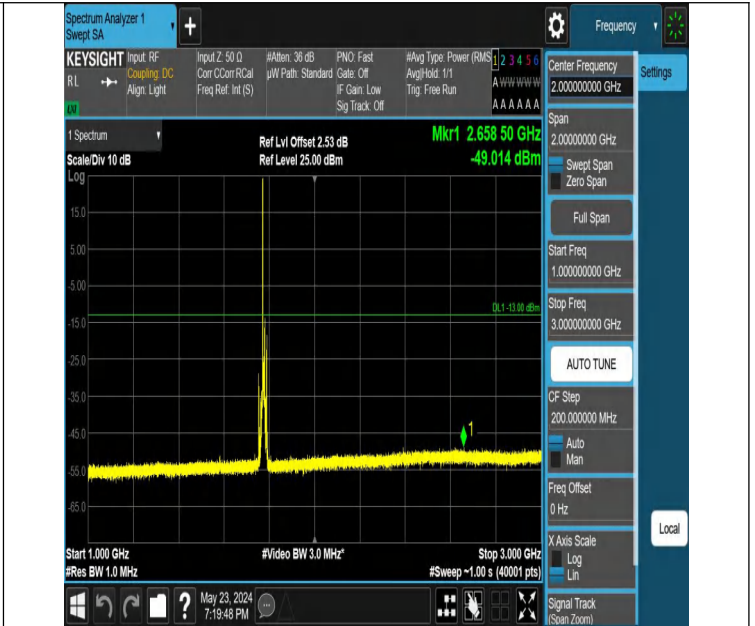 Spectrum Analyzer 1
Swept SA
+
Frequency
KEYSIGHT
RL
LXI
Input: RF
Coupling: DC
Align: Light
Input Z: 50 Ω
Corr CCorr RCal
Freq Ref: Int (S)
#Atten: 36 dB
µW Path: Standard
PNO: Fast
Gate: Off
IF Gain: Low
Sig Track: Off
#Avg Type: Power (RMS
Avg|Hold: 1/1
Trig: Free Run
1 2 3 4 5 6
A W W W W W
A A A A A A
1 Spectrum
Scale/Div 10 dB
Log
Ref Lvl Offset 2.53 dB
Ref Level 25.00 dBm
Mkr1 2.658 50 GHz
-49.014 dBm
15.0
5.00
-5.00
DL1 -13.00 dBm
-15.0
-25.0
-35.0
-45.0
1
-55.0
-65.0
Start 1.000 GHz
#Res BW 1.0 MHz
#Video BW 3.0 MHz*
Stop 3.000 GHz
#Sweep ~1.00 s (40001 pts)
Center Frequency
2.000000000 GHz
Settings
Span
2.00000000 GHz
Swept Span
Zero Span
Full Span
Start Freq
1.000000000 GHz
Stop Freq
3.000000000 GHz
AUTO TUNE
CF Step
200.000000 MHz
Auto
Man
Freq Offset
0 Hz
X Axis Scale
Log
Lin
Local
Signal Track
(Span Zoom)
?
May 23, 2024
7:19:48 PM